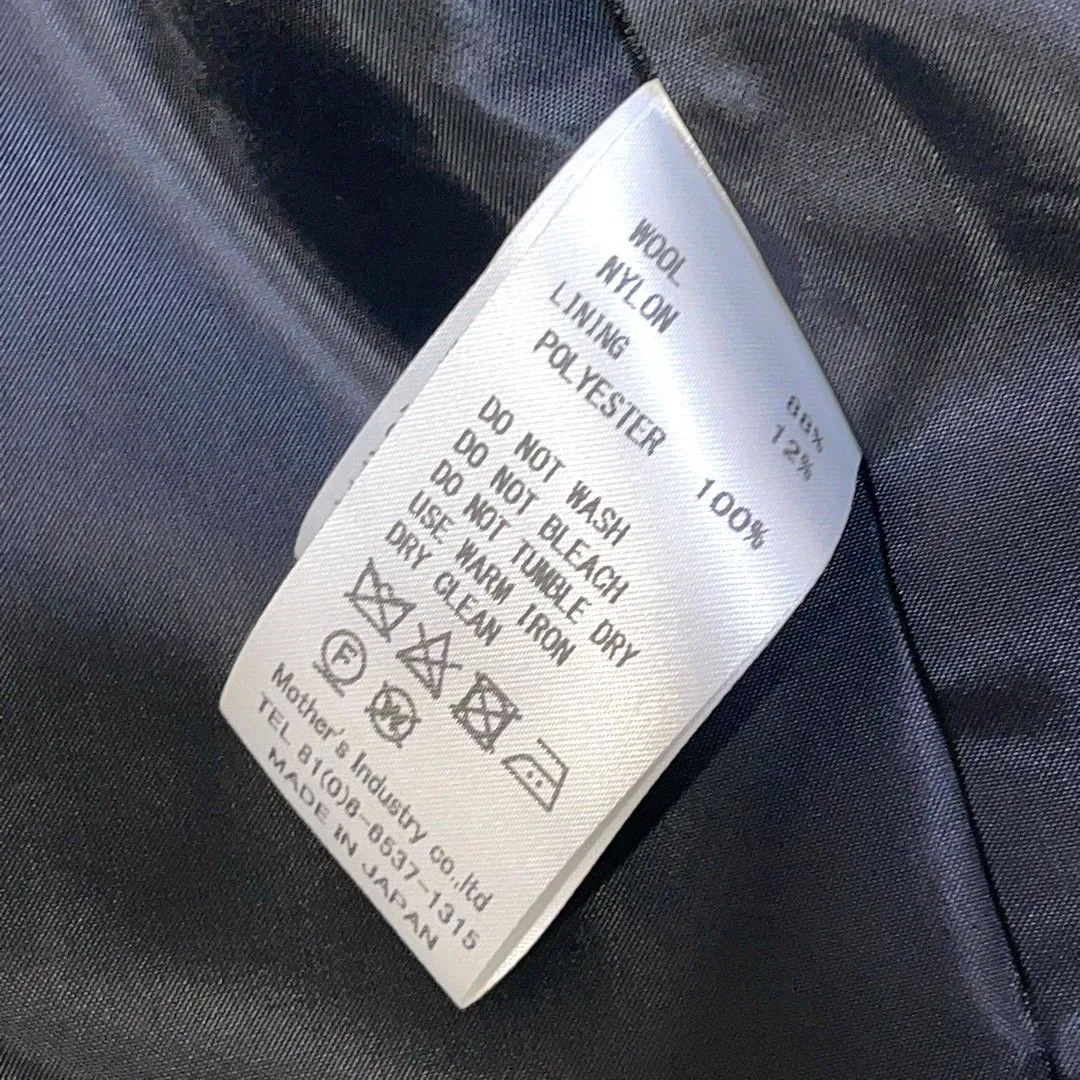 WOOL 88%
NYLON 12%
LINING
POLYESTER 100%
DO NOT WASH
DO NOT BLEACH
DO NOT TUMBLE DRY
USE WARM IRON
DRY CLEAN
F W
Mother's Industry co.,ltd
TEL 81(0)6-6537-1315
MADE IN JAPAN